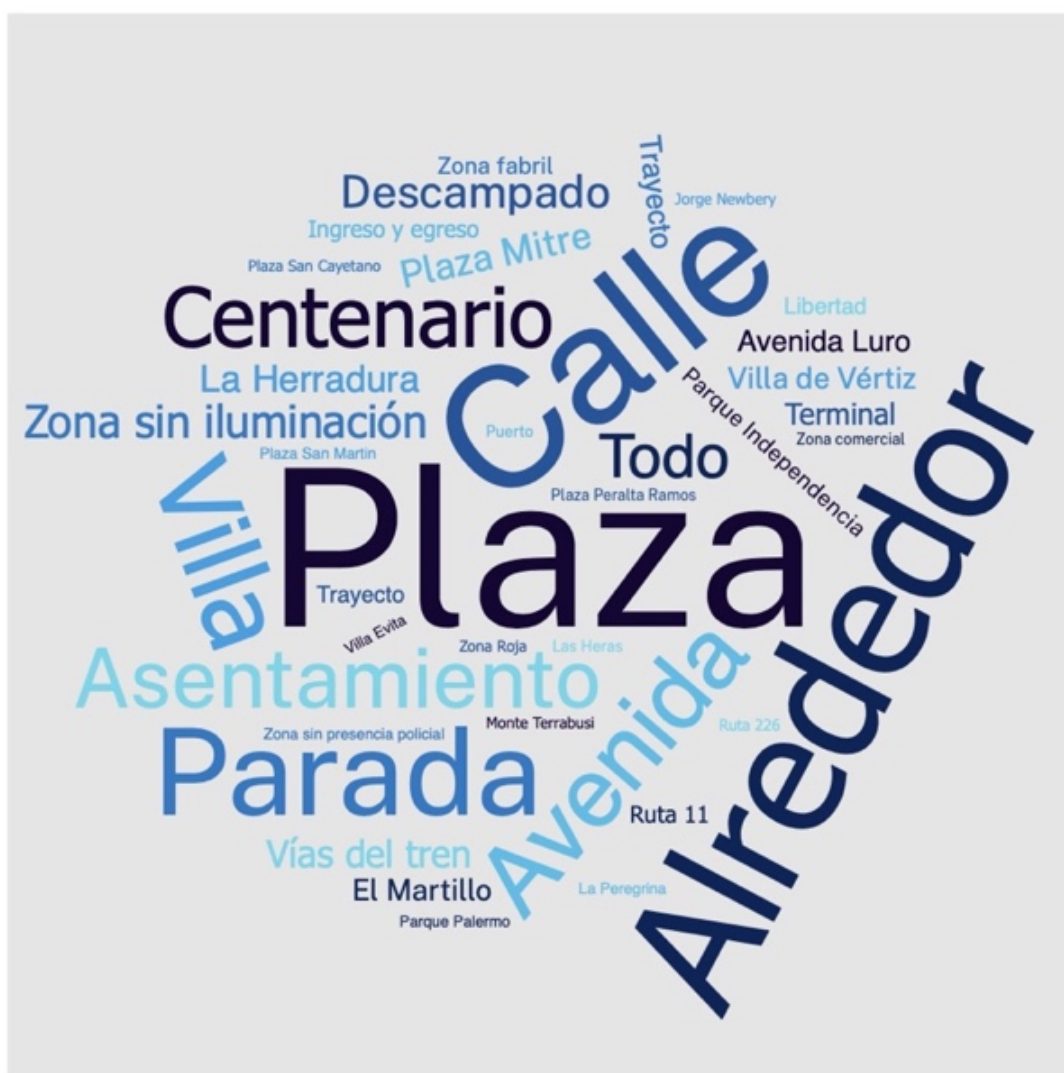 Zona fabril
Trayecto
Descampado
Jorge Newbery
Ingreso y egreso
Plaza Mitre
Plaza San Cayetano
Calle
Centenario
Libertad
Avenida Luro
La Herradura
Villa de Vértiz
Parque Independencia
Zona sin iluminación
Terminal
Puerto
Zona comercial
Plaza San Martin
Todo
Plaza Peralta Ramos
Villa
Plaza
Alrededor
Trayecto
Villa Evita
Zona Roja
Las Heras
Asentamiento
Avenida
Monte Terrabusi
Ruta 226
Zona sin presencia policial
Parada
Ruta 11
Vías del tren
El Martillo
La Peregrina
Parque Palermo